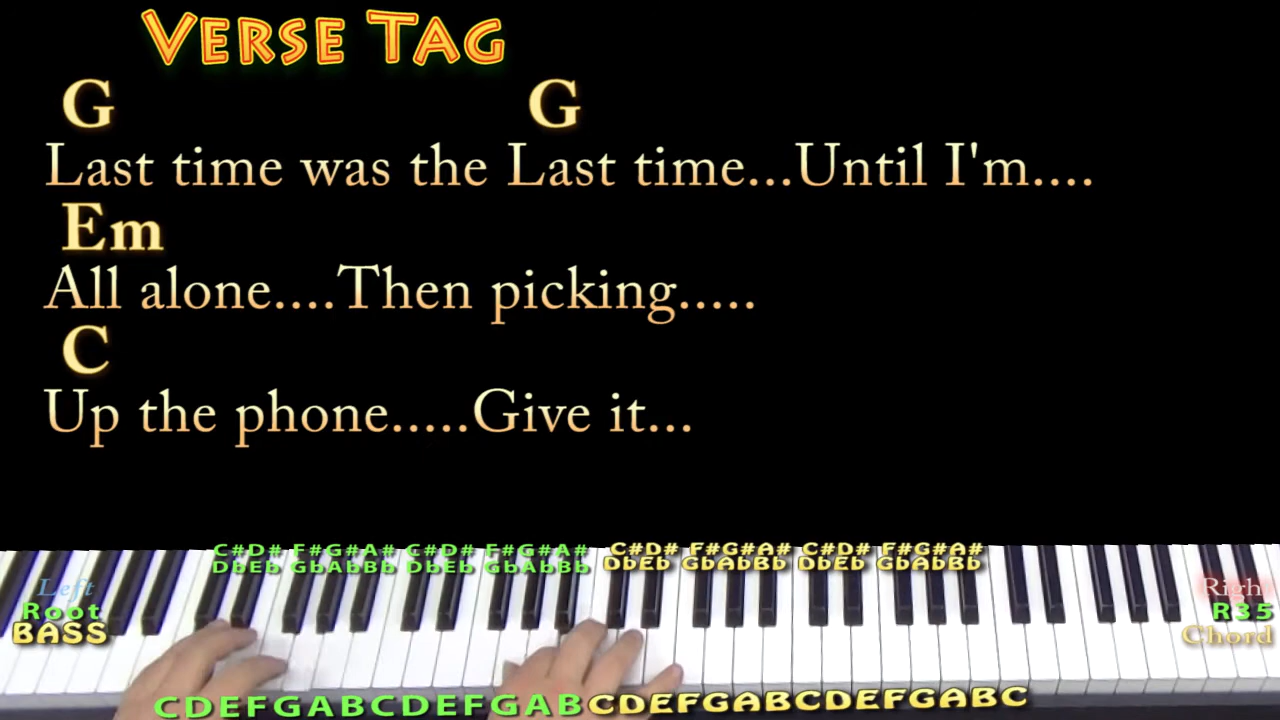 VERSE TAG
G G
Last time was the Last time...Until I'm....
Em
All alone....Then picking.....
C
Up the phone.....Give it...
C#D# F#G#A# C#D# F#G#A# C#D# F#G#A# C#D# F#G#A#
DbEb GbAbBb DbEb GbAbBb DbEb GbAbBb DbEb GbAbBb
Left
Root
BASS
Right
R35
Chord
CDEFGABCDEFGABCDEFGABCDEFGABC